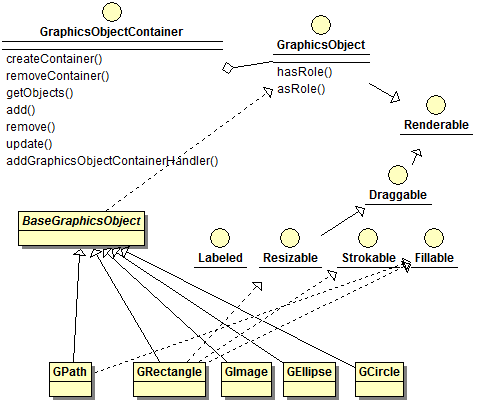 GraphicsObjectContainer
createContainer()
removeContainer()
getObjects()
add()
remove()
update()
addGraphicsObjectContainerHandler()
GraphicsObject
hasRole()
asRole()
Renderable
Draggable
BaseGraphicsObject
Labeled
Resizable
Strokable
Fillable
GPath
GRectangle
GImage
GEllipse
GCircle